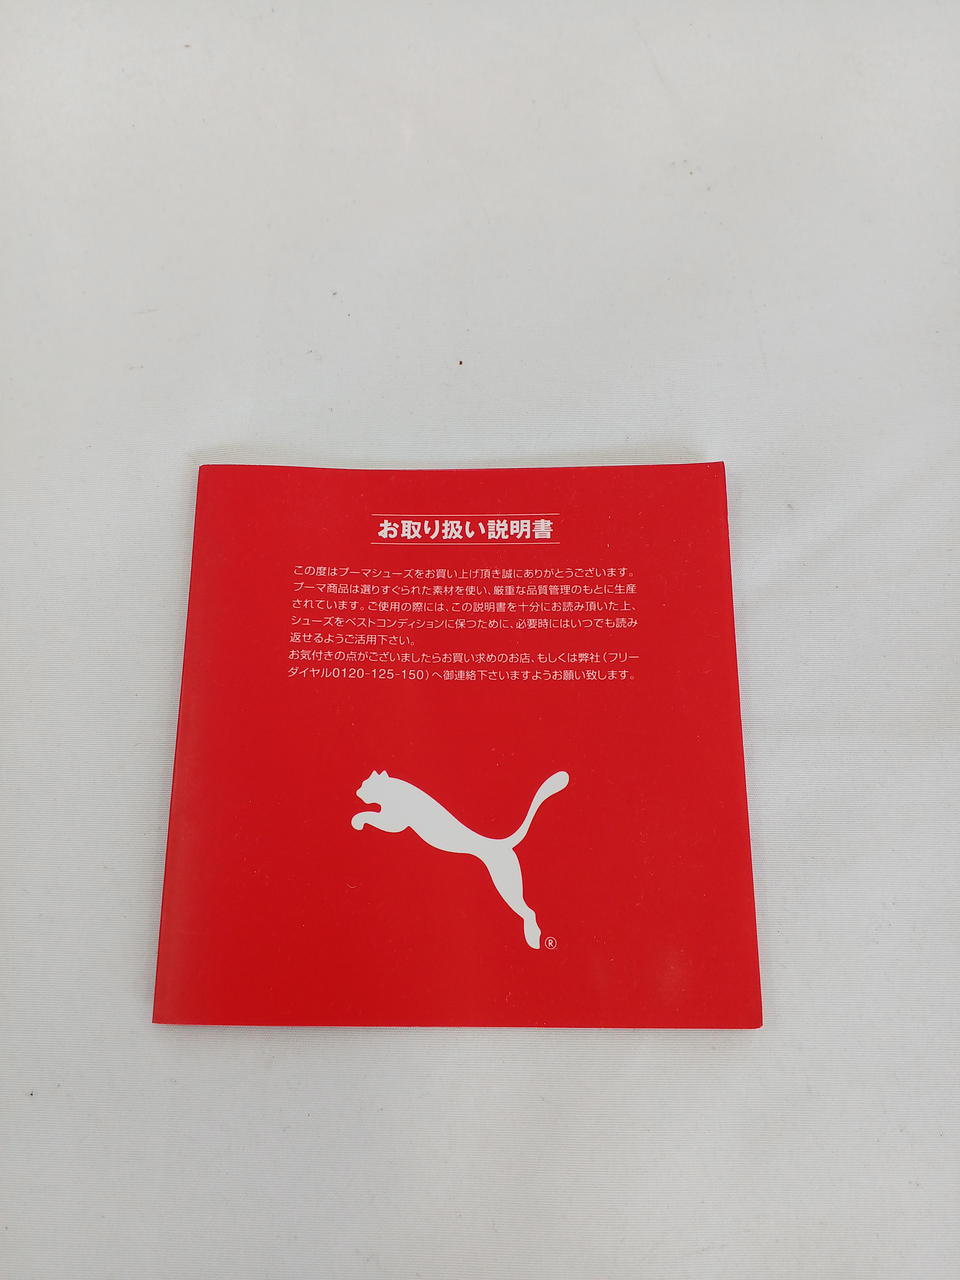 お取り扱い説明書
この度はプーマシューズをお買い上げ頂き誠にありがとうございます。
プーマ商品は選りすぐられた素材を使い、厳重な品質管理のもとに生産
されています。ご使用の際には、この説明書を十分にお読み頂いた上、
シューズをベストコンディションに保つために、必要時にはいつでも読み
返せるようご活用下さい。
お気付きの点がございましたらお買い求めのお店、もしくは弊社(フリー
ダイヤル0120-125-150)へ御連絡下さいますようお願い致します。
®